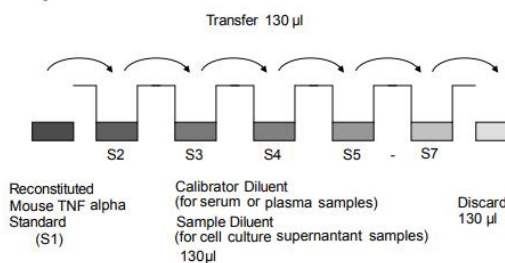 Transfer 130 µl
S2 S3 S4 S5 - S7
Reconstituted
Mouse TNF alpha
Standard
(S1)
Calibrator Diluent
(for serum or plasma samples)
Sample Diluent
(for cell culture supernantant samples)
130µl
Discard
130 µl